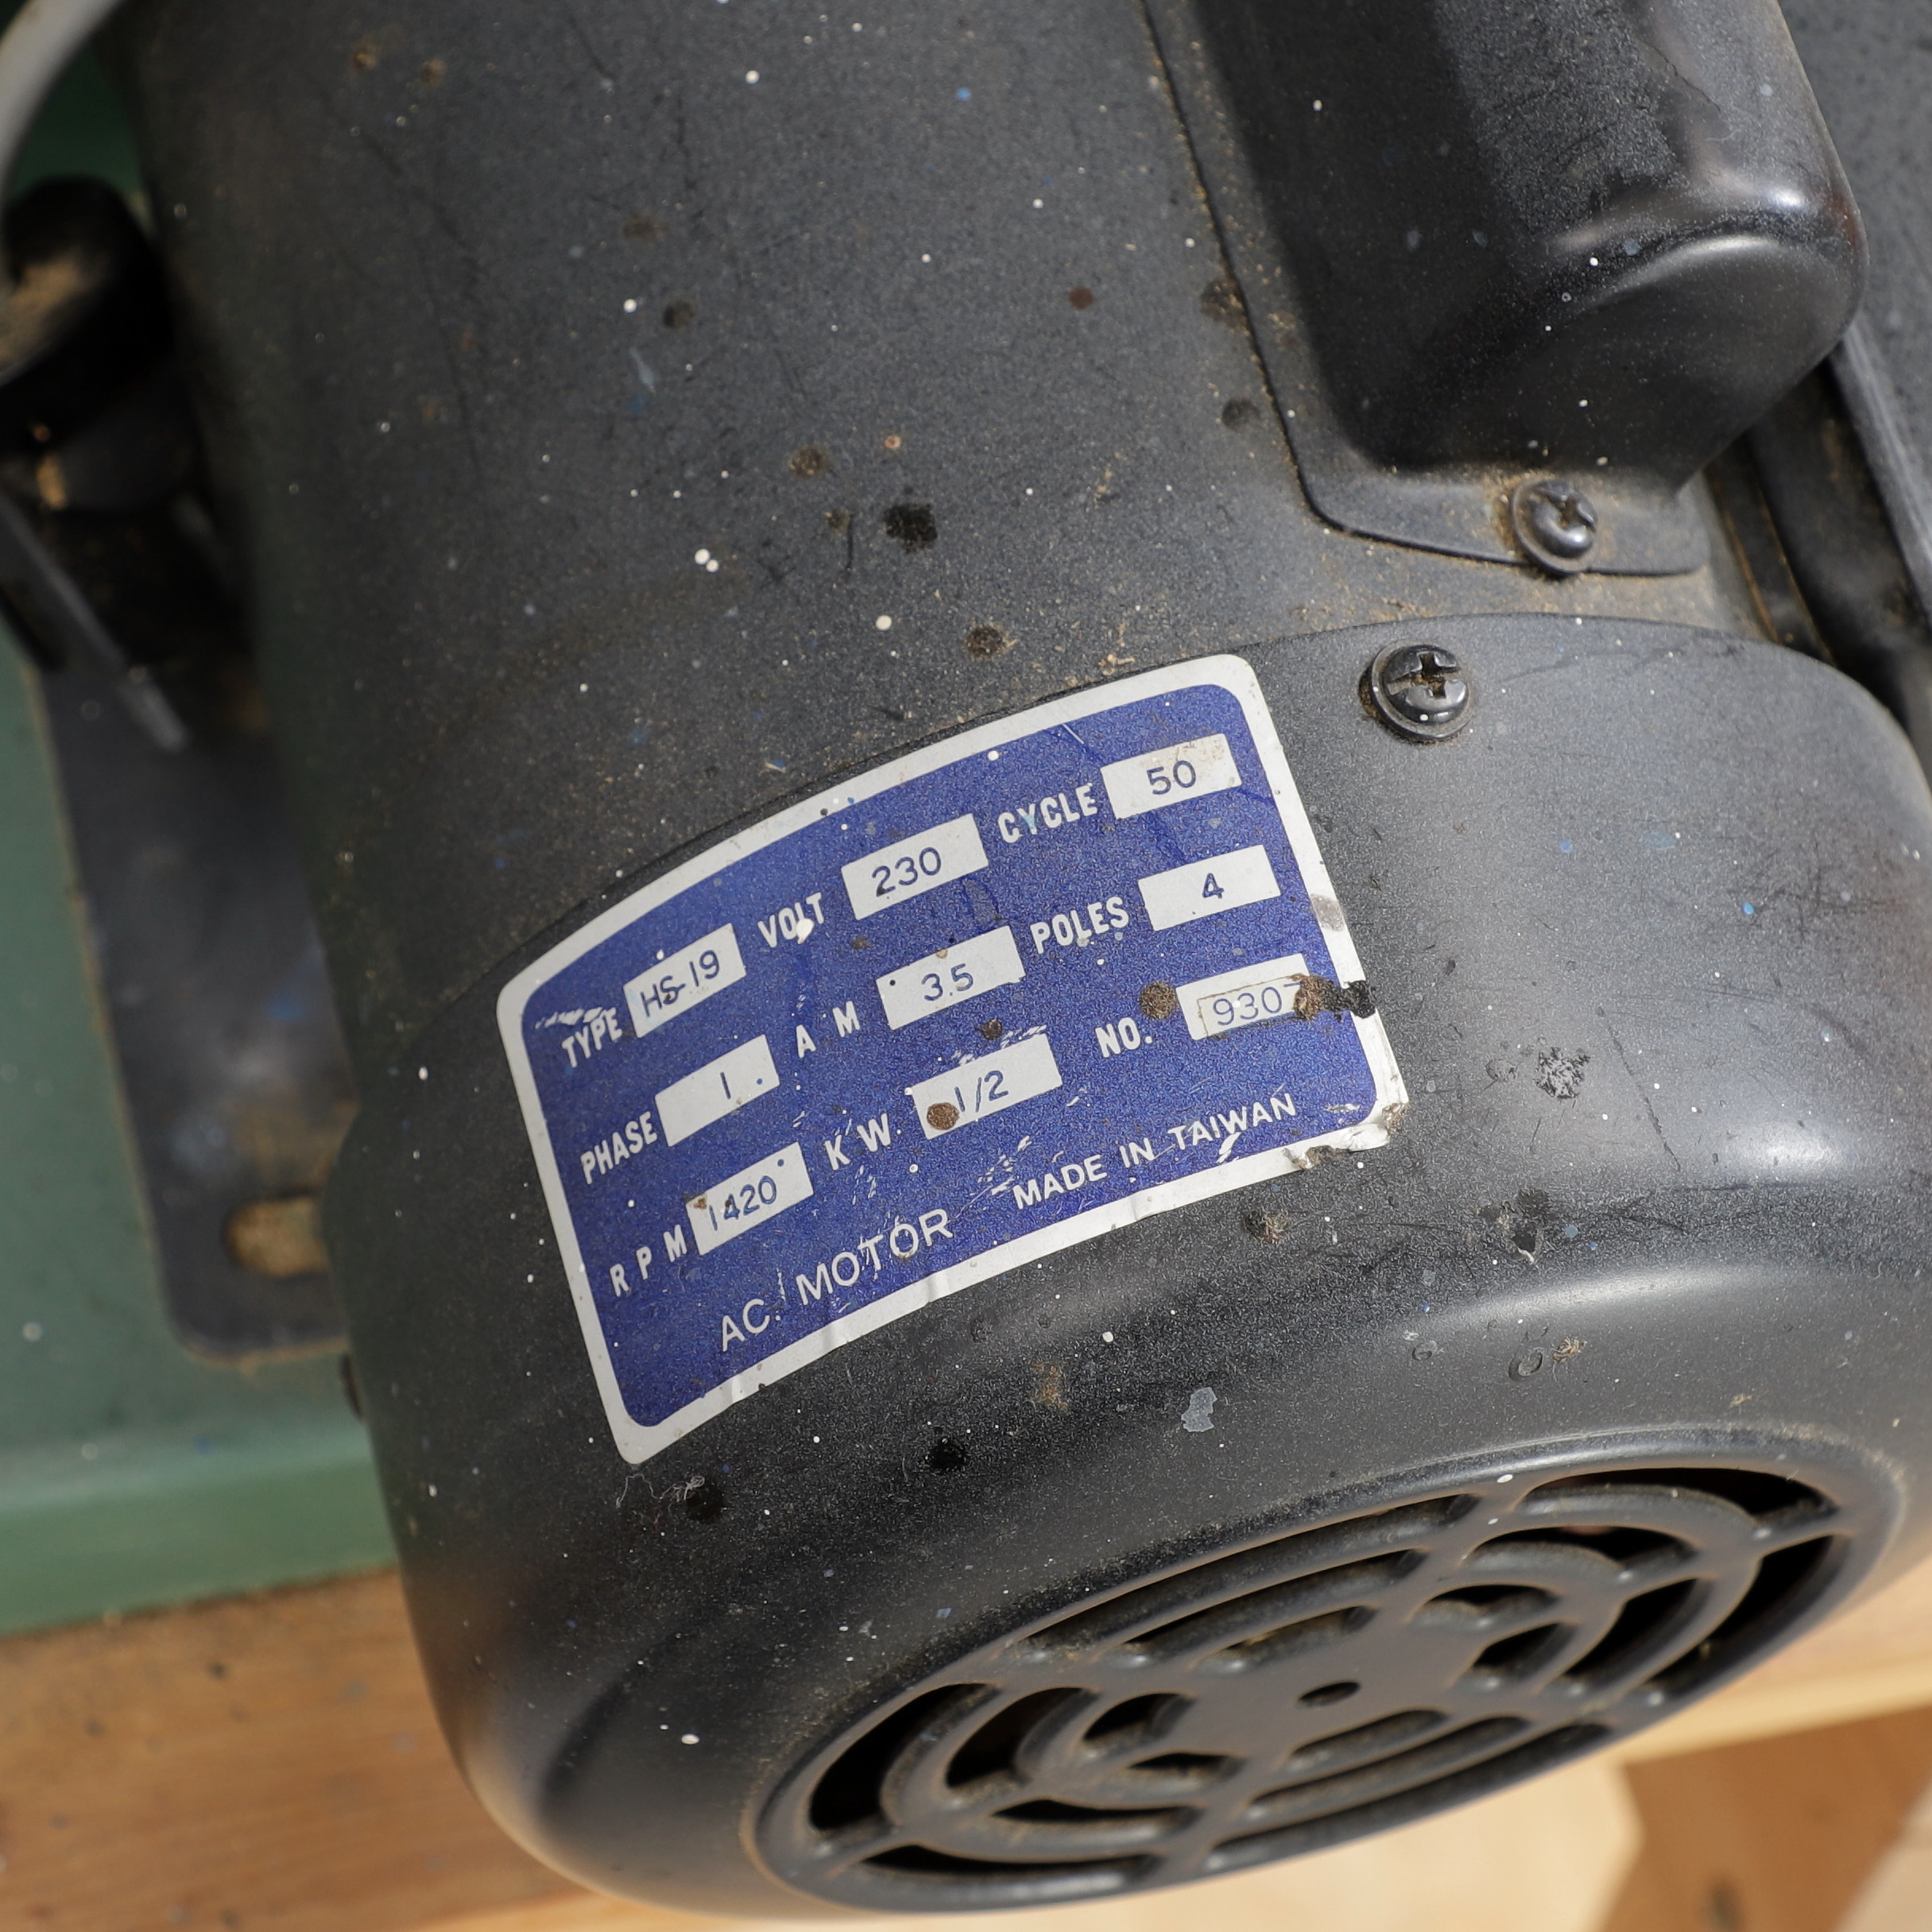 TYPE HS-19 VOLT 230 CYCLE 50
PHASE 1 A M 3.5 POLES 4
R P M 1420 K W 1/2 NO.
AC. MOTOR MADE IN TAIWAN